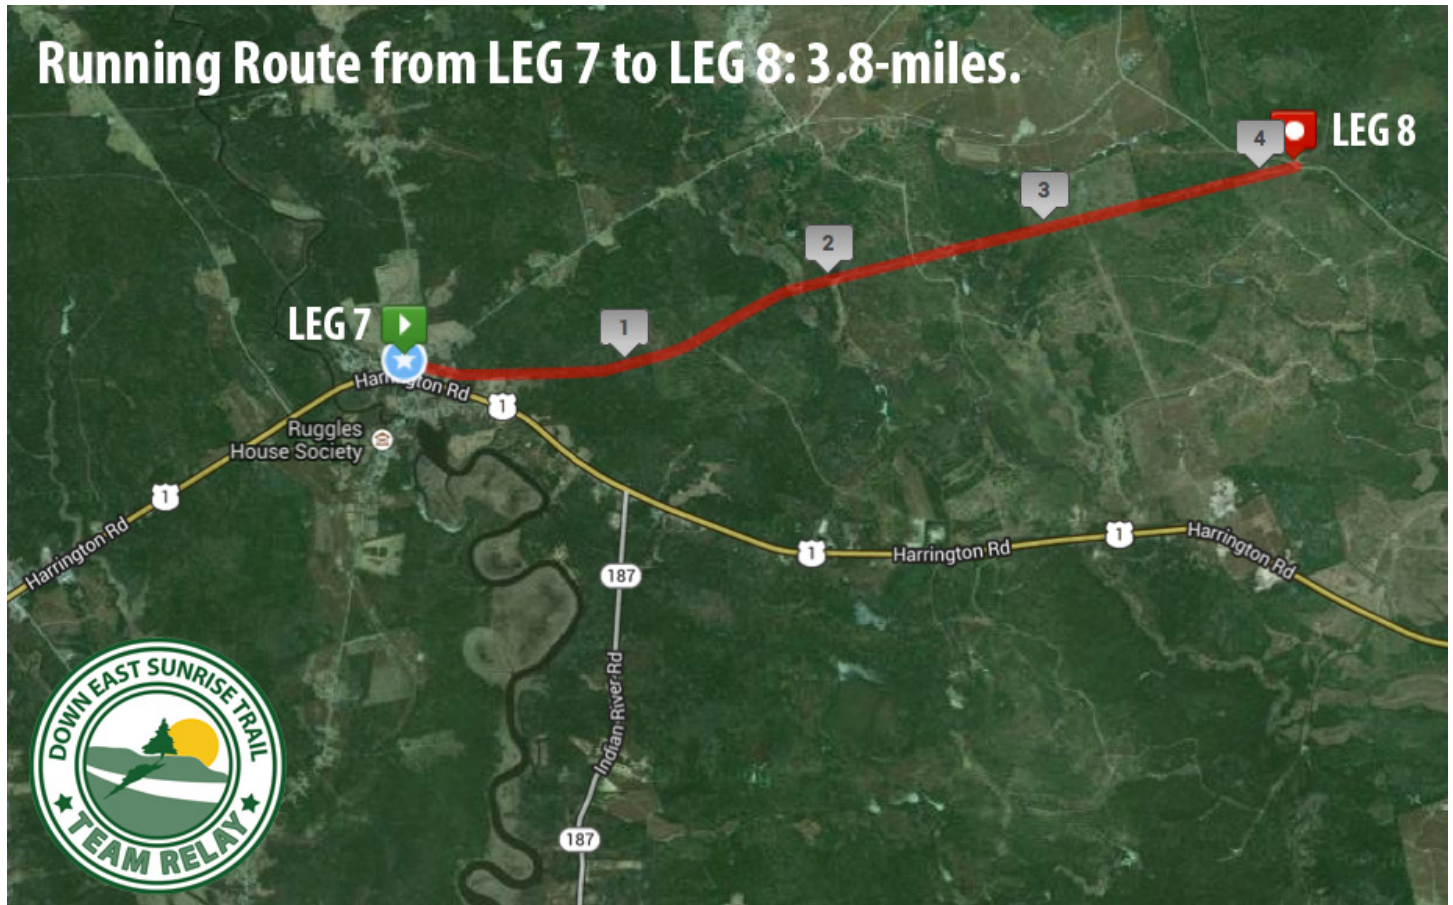 Running Route from LEG 7 to LEG 8: 3.8-miles.
4
LEG 8
3
2
LEG 7
1
Harrington Rd
1
Ruggles
House Society
1
Harrington Rd
1
Harrington Rd
1
Harrington Rd
187
Indian River Rd
187
DOWN EAST SUNRISE TRAIL
TEAM RELAY